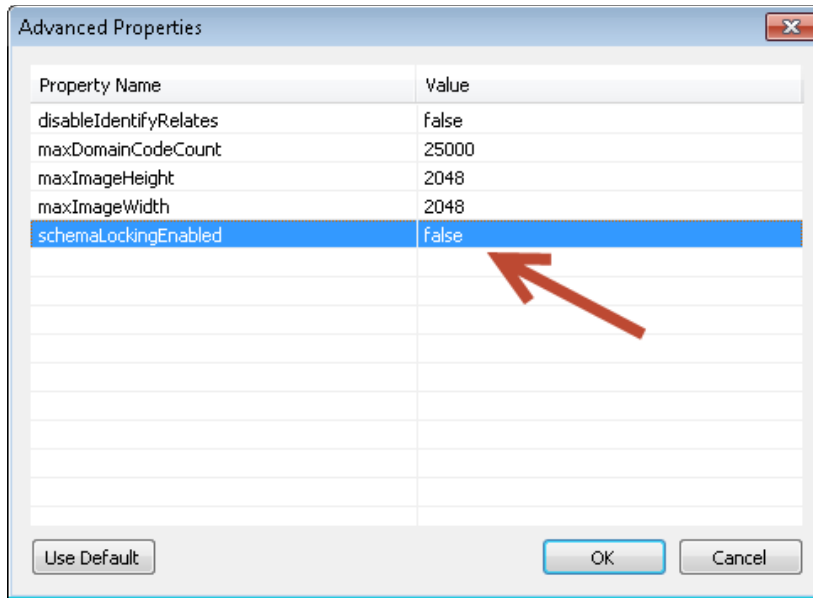 Advanced Properties
Property Name Value
disableIdentifyRelates false
maxDomainCodeCount 25000
maxImageHeight 2048
maxImageWidth 2048
schemaLockingEnabled false
Use Default OK Cancel